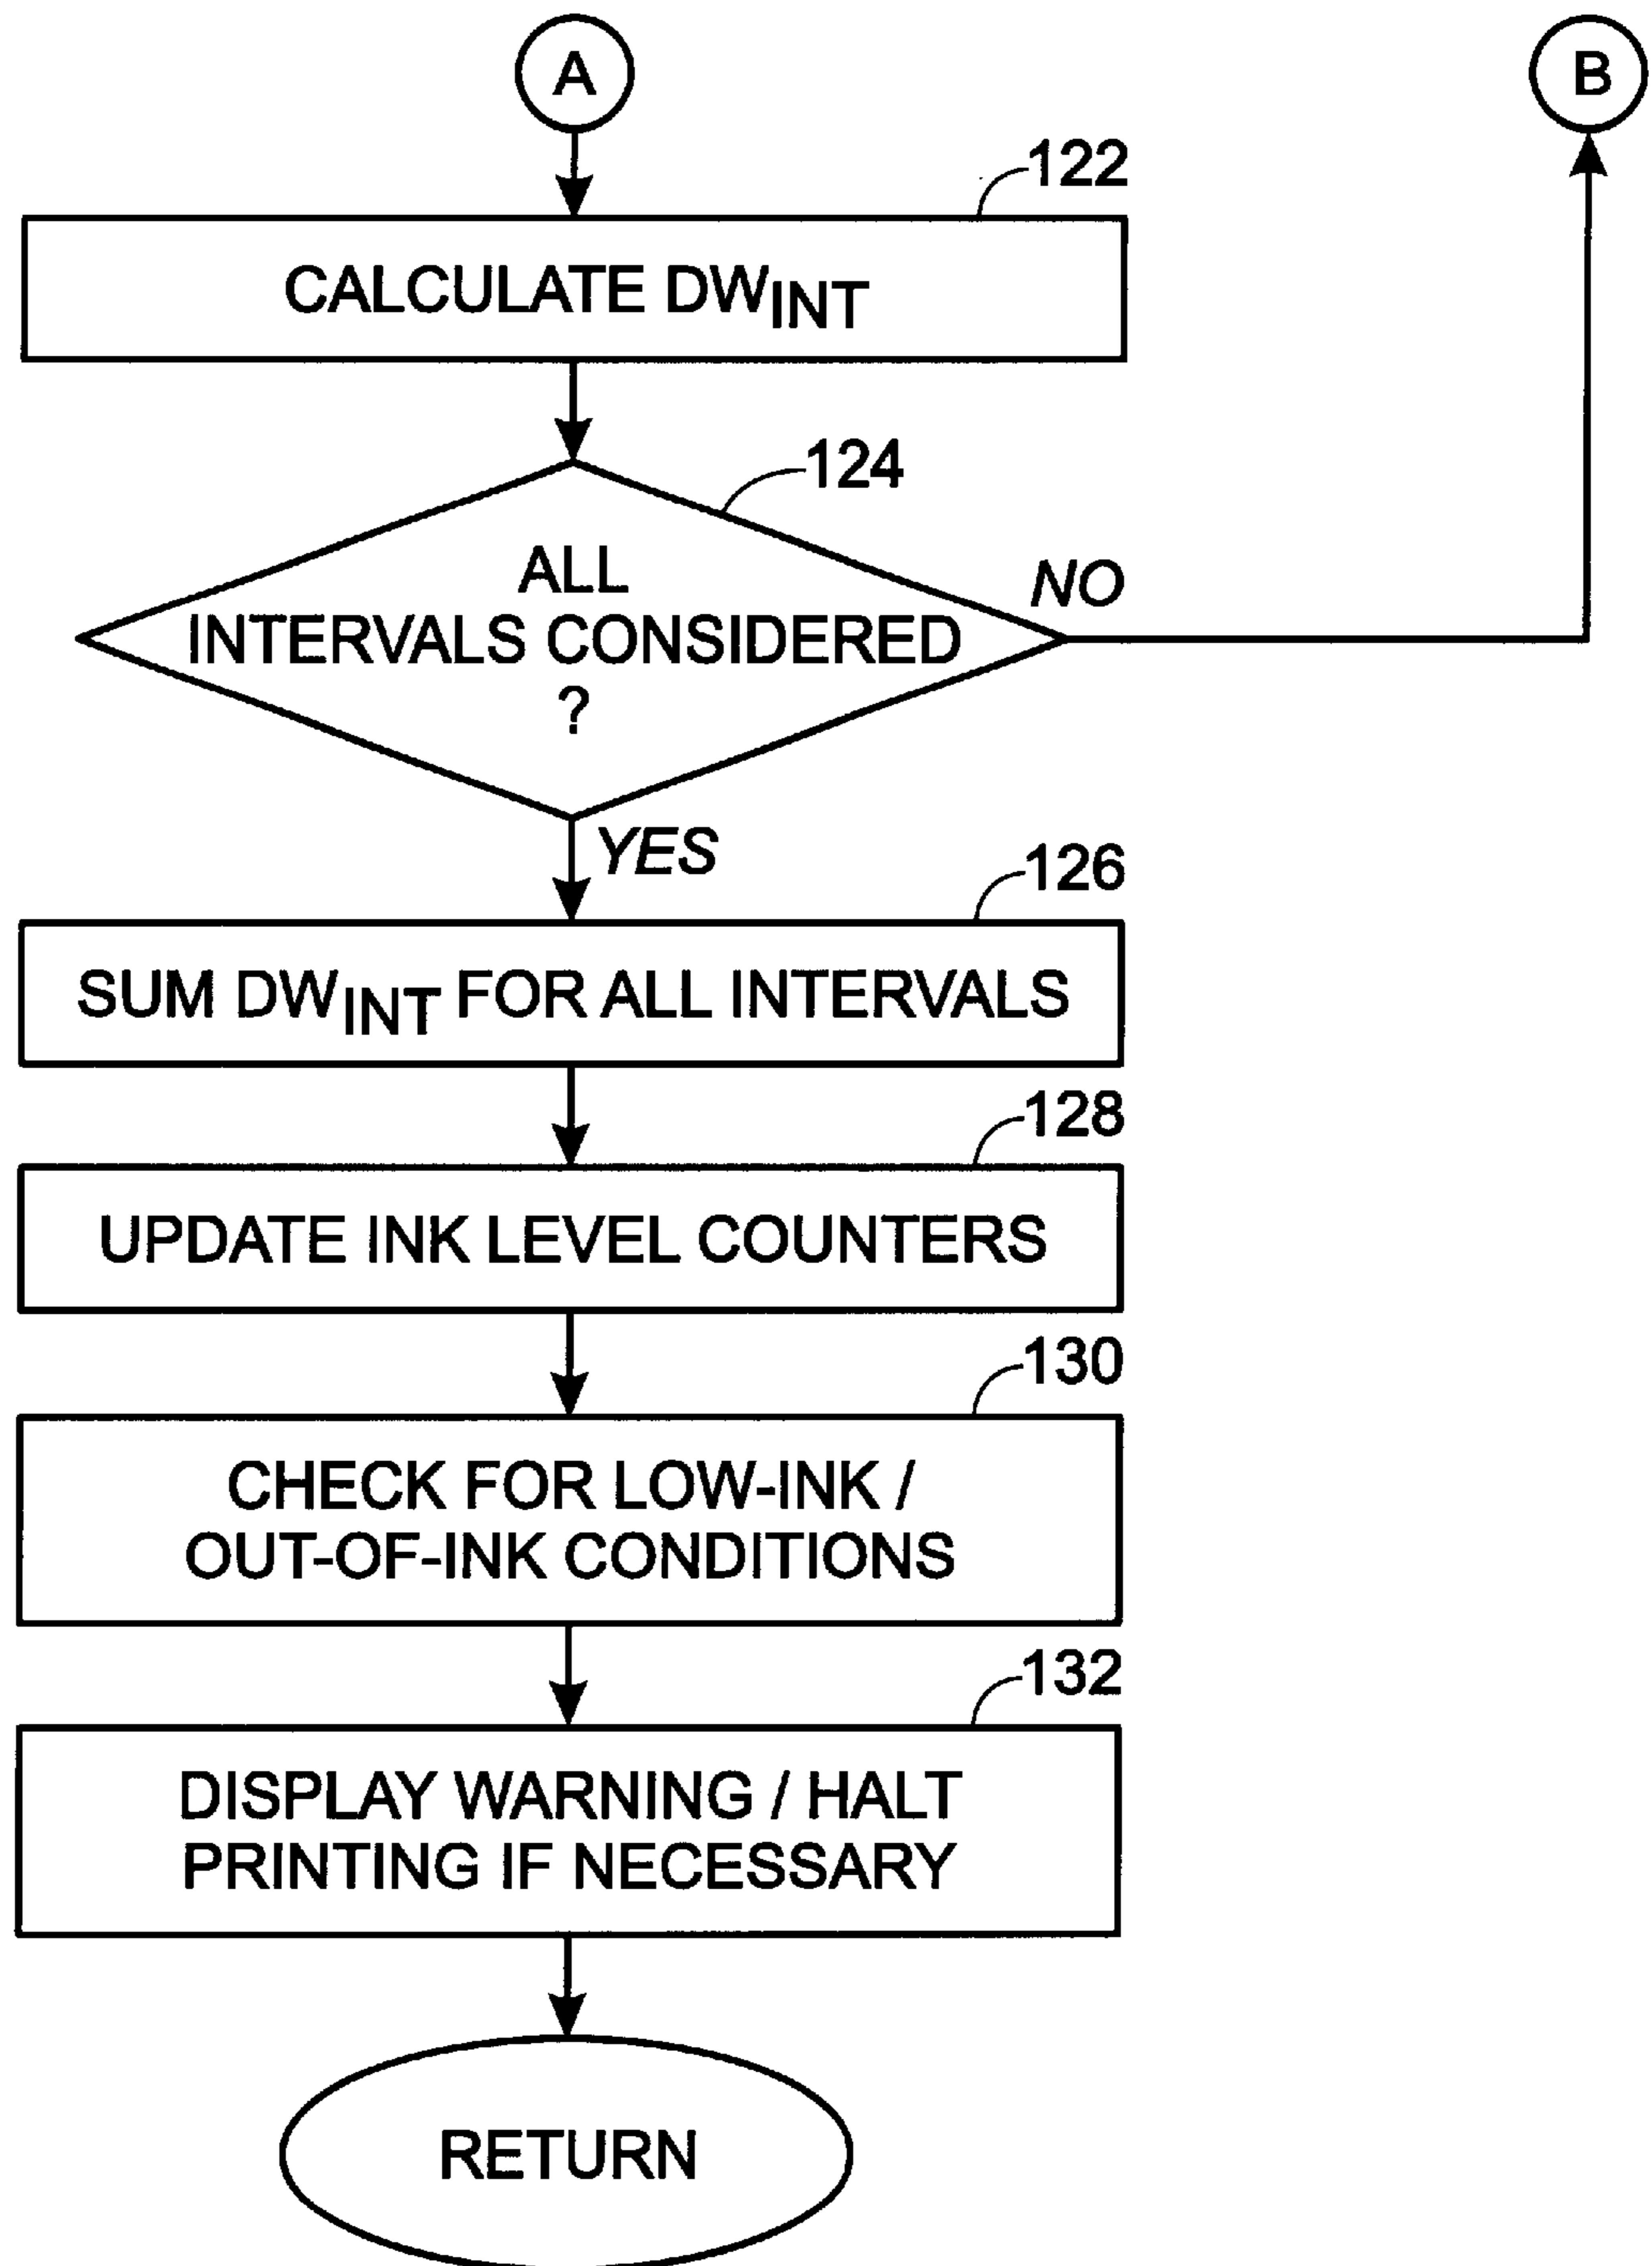 A
B
122
CALCULATE DWINT
124
ALL
INTERVALS CONSIDERED
?
NO
YES
126
SUM DWINT FOR ALL INTERVALS
128
UPDATE INK LEVEL COUNTERS
130
CHECK FOR LOW-INK /
OUT-OF-INK CONDITIONS
132
DISPLAY WARNING / HALT
PRINTING IF NECESSARY
RETURN